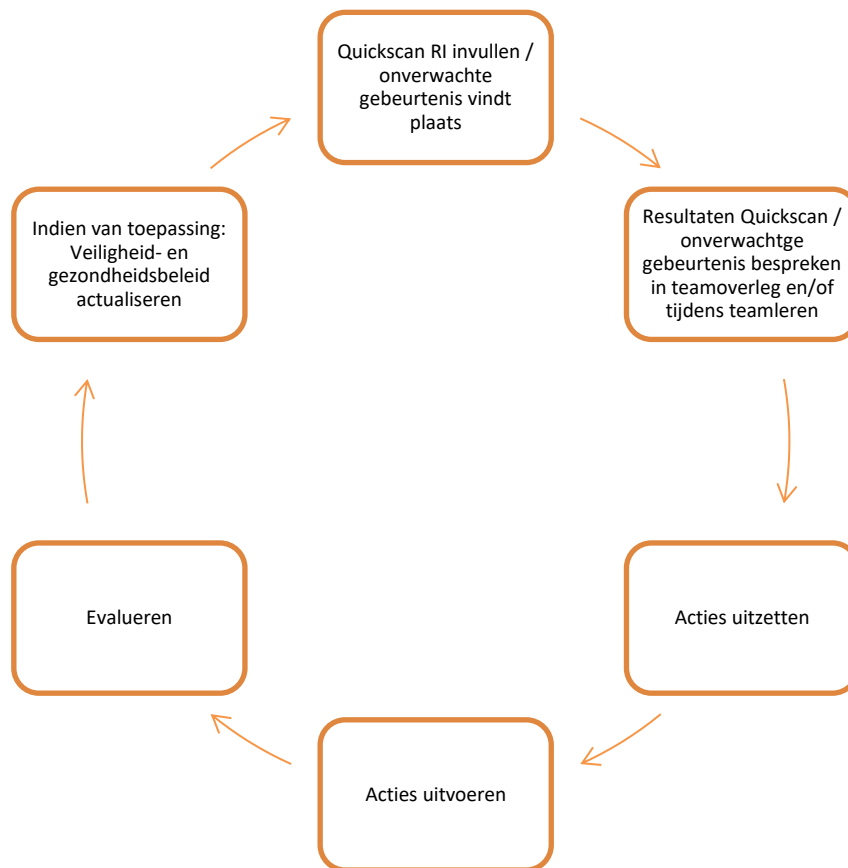 Quickscan RI invullen /
onverwachte
gebeurtenis vindt
plaats
Resultaten Quickscan /
onverwachtge
gebeurtenis bespreken
in teamoverleg en/of
tijdens teamleren
Acties uitzetten
Acties uitvoeren
Evalueren
Indien van toepassing:
Veiligheid- en
gezondheidsbeleid
actualiseren